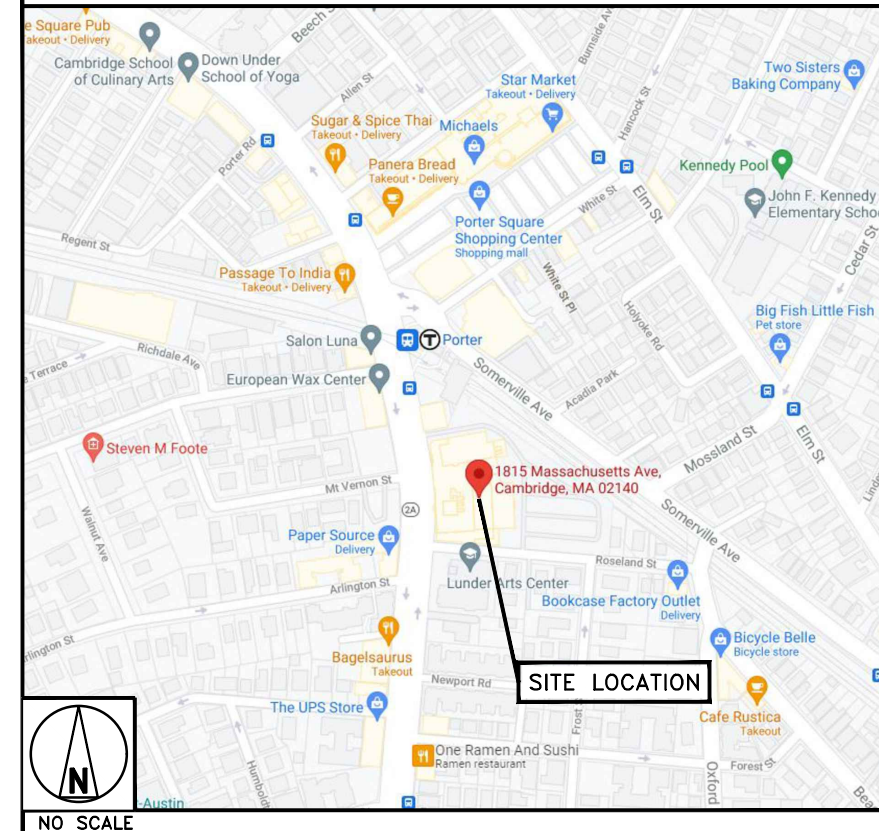 e Square Pub
akeout • Delivery
Cambridge School
of Culinary Arts
Down Under
School of Yoga
Allen St
Star Market
Takeout • Delivery
Hancock St
Two Sisters
Baking Company
Sugar & Spice Thai
Takeout • Delivery
Michaels
Porter Rd
Panera Bread
Takeout • Delivery
Kennedy Pool
Elm St
White St
John F. Kennedy
Elementary Schoo
Porter Square
Shopping Center
Shopping mall
Regent St
Cedar St
Passage To India
Takeout • Delivery
White St Pl
Holyoke Rd
Big Fish Little Fish
Pet store
Richdale Ave
Salon Luna
T
Porter
Terrace
European Wax Center
Somerville Ave
Acadia Park
Steven M Foote
Mossland St
Elm St
1815 Massachusetts Ave,
Cambridge, MA 02140
Mt Vernon St
2A
Walnut Ave
Somerville Ave
Paper Source
Delivery
Roseland St
Lunder Arts Center
Arlington St
Bookcase Factory Outlet
Delivery
rlington St
Bagelsaurus
Takeout
Bicycle Belle
Bicycle store
SITE LOCATION
Newport Rd
The UPS Store
Frost S
Cafe Rustica
Takeout
One Ramen And Sushi
Ramen restaurant
Forest St
Oxford
Humboldt
N
-Austin
NO SCALE